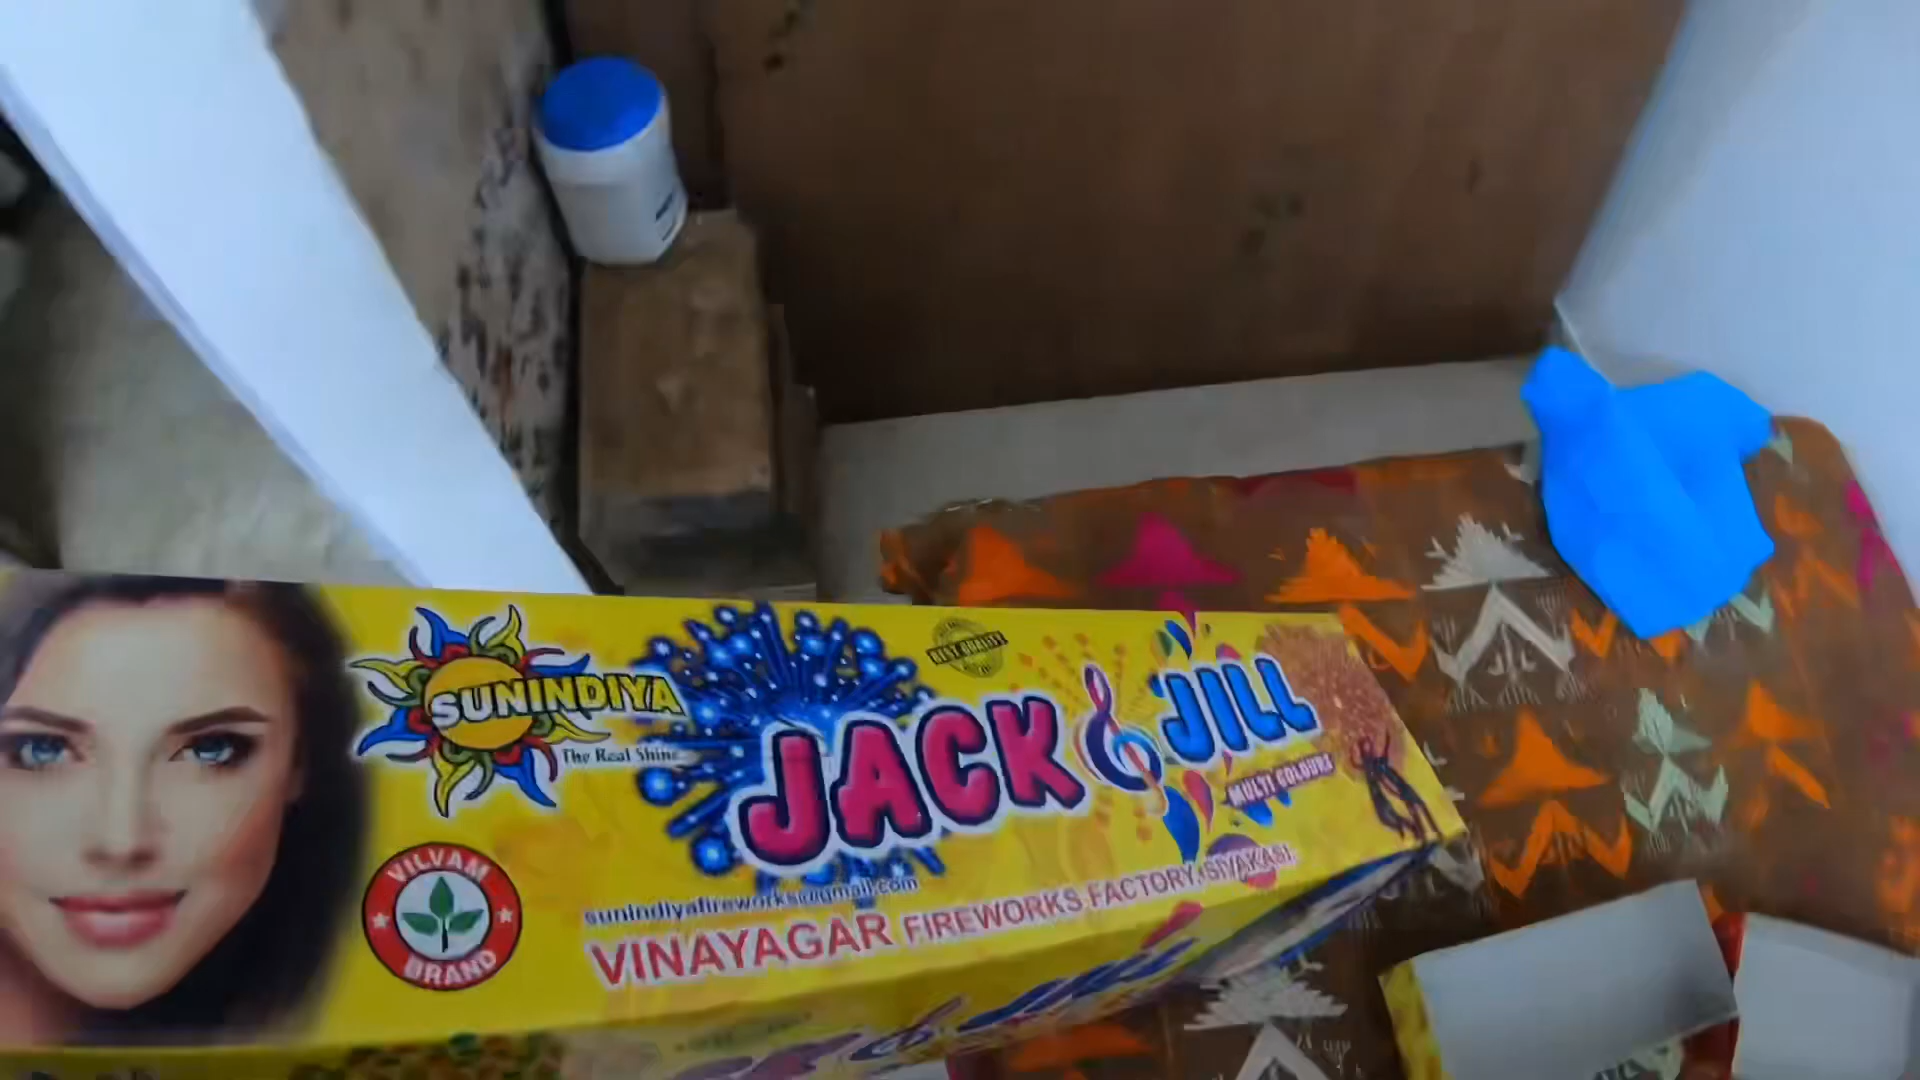 SUNINDIYA
The Real Shine
BEST QUALITY
JACK & JILL
MULTI COLOURS
VILVAM
BRAND
sunindiyafireworks@gmail.com
VINAYAGAR FIREWORKS FACTORY, SIVAKASI.